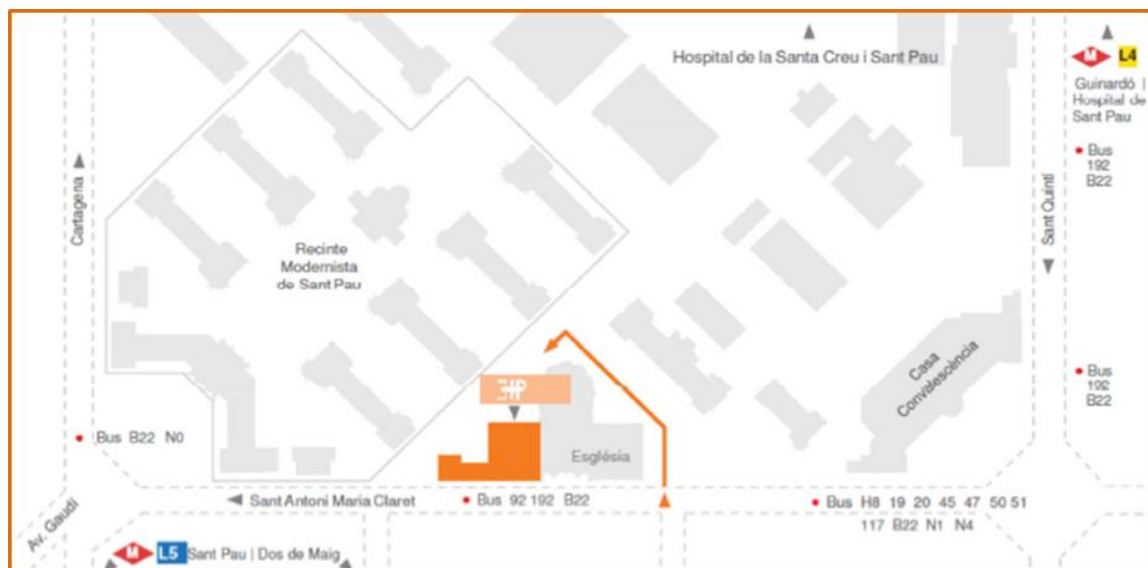 Hospital de la Santa Creu i Sant Pau
M L4
Guinardó |
Hospital de
Sant Pau
Bus
192
B22
Cartagena
Sant Quintí
Recinte
Modernista
de Sant Pau
Casa
Convalescència
Bus
192
B22
Bus B22 N0
Església
Sant Antoni Maria Claret
Bus 92 192 B22
Bus H8 19 20 45 47 50 51
117 B22 N1 N4
Av. Gaudí
M L5 Sant Pau | Dos de Maig